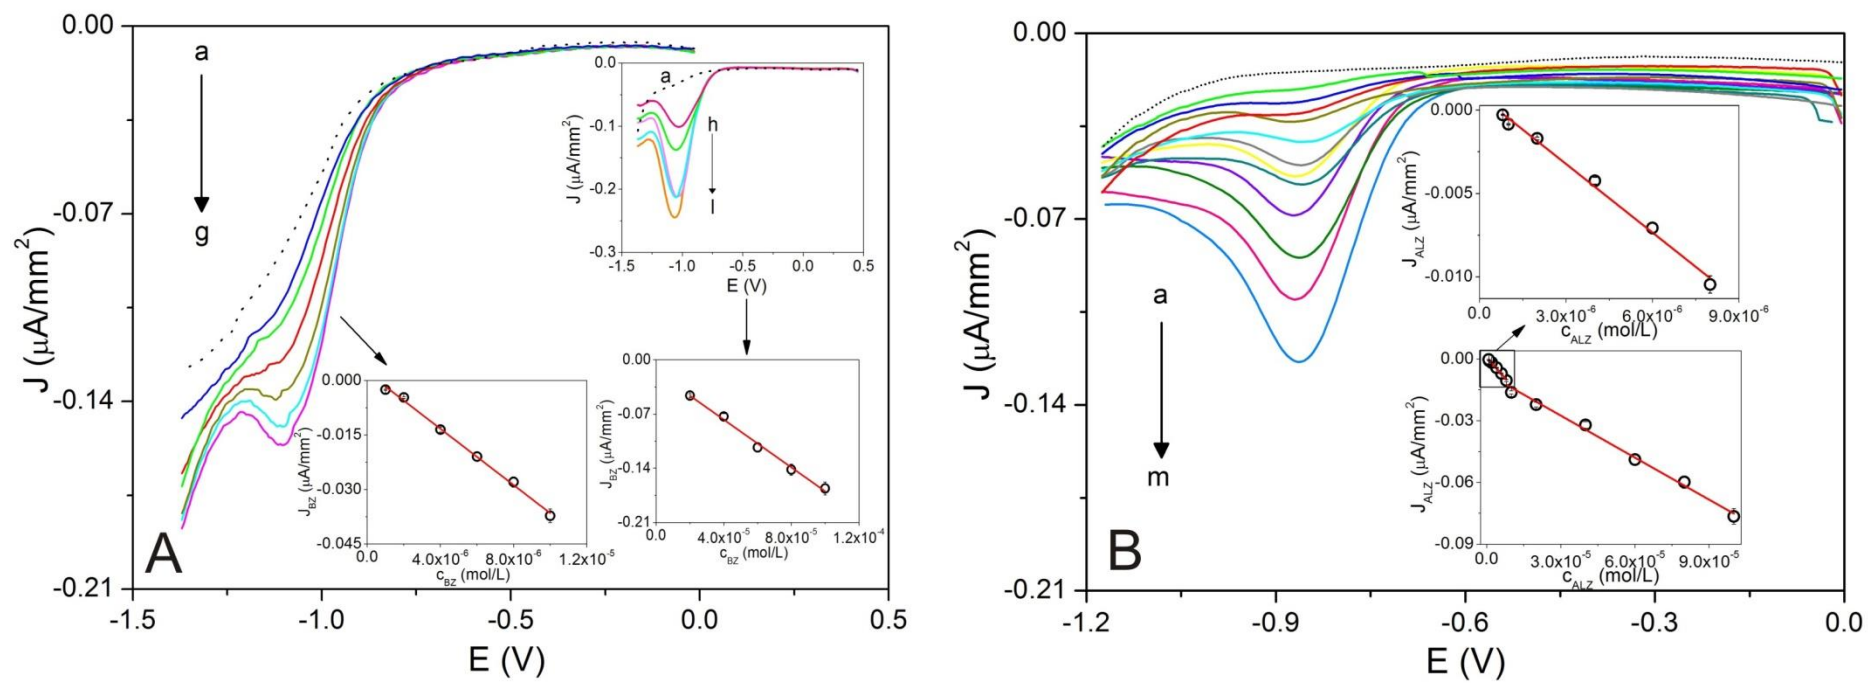 0.00
-0.07
-0.14
-0.21
J (μA/mm²)
-1.5
-1.0
-0.5
0.0
0.5
E (V)
a
g
A
0.0
-0.1
-0.2
-0.3
J (μA/mm²)
a
h
l
-1.5
-1.0
-0.5
0.0
0.5
E (V)
0.000
-0.015
-0.030
-0.045
J_BZ (μA/mm²)
0.0
4.0x10⁻⁶
8.0x10⁻⁶
1.2x10⁻⁵
c_BZ (mol/L)
0.00
-0.07
-0.14
-0.21
J_BZ (μA/mm²)
0.0
4.0x10⁻⁵
8.0x10⁻⁵
1.2x10⁻⁴
c_BZ (mol/L)
0.00
-0.07
-0.14
-0.21
J (μA/mm²)
-1.2
-0.9
-0.6
-0.3
0.0
E (V)
a
m
B
0.000
-0.005
-0.010
J_ALZ (μA/mm²)
0.0
3.0x10⁻⁶
6.0x10⁻⁶
9.0x10⁻⁶
c_ALZ (mol/L)
0.00
-0.03
-0.06
-0.09
J_ALZ (μA/mm²)
0.0
3.0x10⁻⁵
6.0x10⁻⁵
9.0x10⁻⁵
c_ALZ (mol/L)